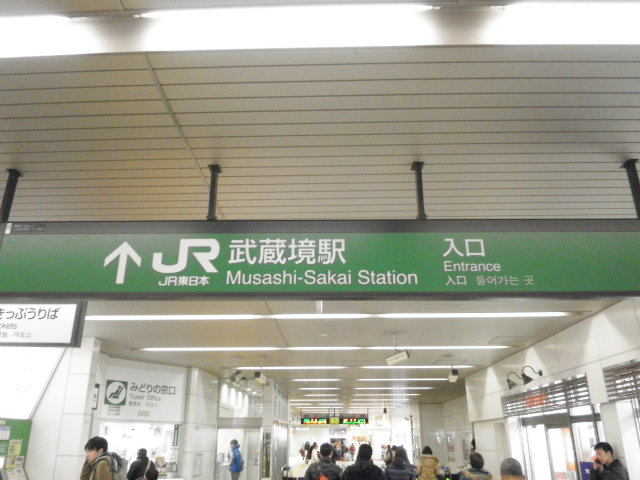 JR 武蔵境駅 入口
JR東日本 Musashi-Sakai Station Entrance
入口 들어가는 곳
きっぷうりば
ckets
みどりの窓口
Ticket Office